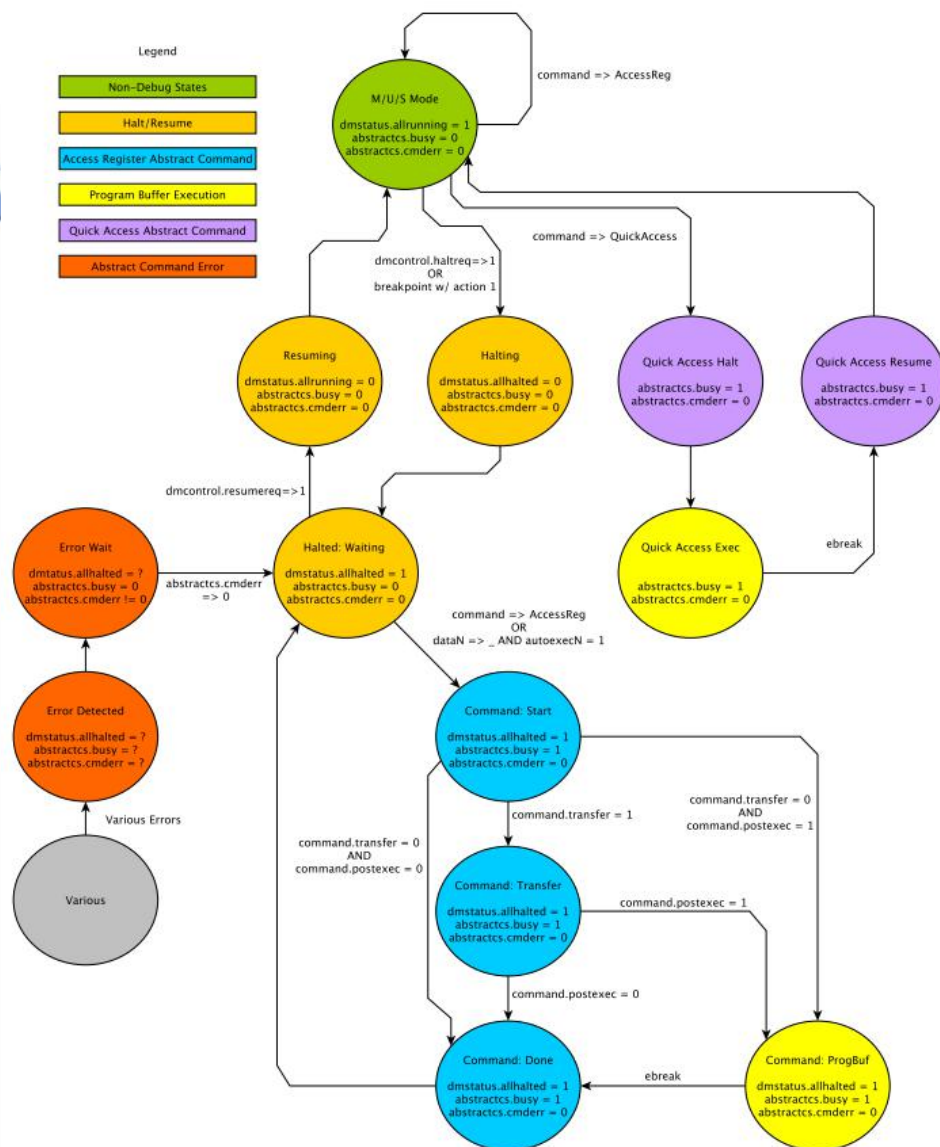 Legend
Non-Debug States
Halt/Resume
Access Register Abstract Command
Program Buffer Execution
Quick Access Abstract Command
Abstract Command Error
M/U/S Mode
dmstatus.allrunning = 1
abstractcs.busy = 0
abstractcs.cmderr = 0
command => AccessReg
dmcontrol.haltreq=>1
OR
breakpoint w/ action 1
command => QuickAccess
Resuming
dmstatus.allrunning = 0
abstractcs.busy = 0
abstractcs.cmderr = 0
Halting
dmstatus.allhalted = 0
abstractcs.busy = 0
abstractcs.cmderr = 0
Quick Access Halt
abstractcs.busy = 1
abstractcs.cmderr = 0
Quick Access Resume
abstractcs.busy = 1
abstractcs.cmderr = 0
dmcontrol.resumereq=>1
Error Wait
dmtatus.allhalted = ?
abstractcs.busy = 0
abstractcs.cmderr != 0
abstractcs.cmderr
=> 0
Halted: Waiting
dmstatus.allhalted = 1
abstractcs.busy = 0
abstractcs.cmderr = 0
Quick Access Exec
abstractcs.busy = 1
abstractcs.cmderr = 0
ebreak
command => AccessReg
OR
dataN => _ AND autoexecN = 1
Error Detected
dmstatus.allhalted = ?
abstractcs.busy = ?
abstractcs.cmderr = ?
Command: Start
dmstatus.allhalted = 1
abstractcs.busy = 1
abstractcs.cmderr = 0
Various Errors
command.transfer = 1
command.transfer = 0
AND
command.postexec = 1
command.transfer = 0
AND
command.postexec = 0
Various
Command: Transfer
dmstatus.allhalted = 1
abstractcs.busy = 1
abstractcs.cmderr = 0
command.postexec = 1
command.postexec = 0
Command: Done
dmstatus.allhalted = 1
abstractcs.busy = 1
abstractcs.cmderr = 0
ebreak
Command: ProgBuf
dmstatus.allhalted = 1
abstractcs.busy = 1
abstractcs.cmderr = 0